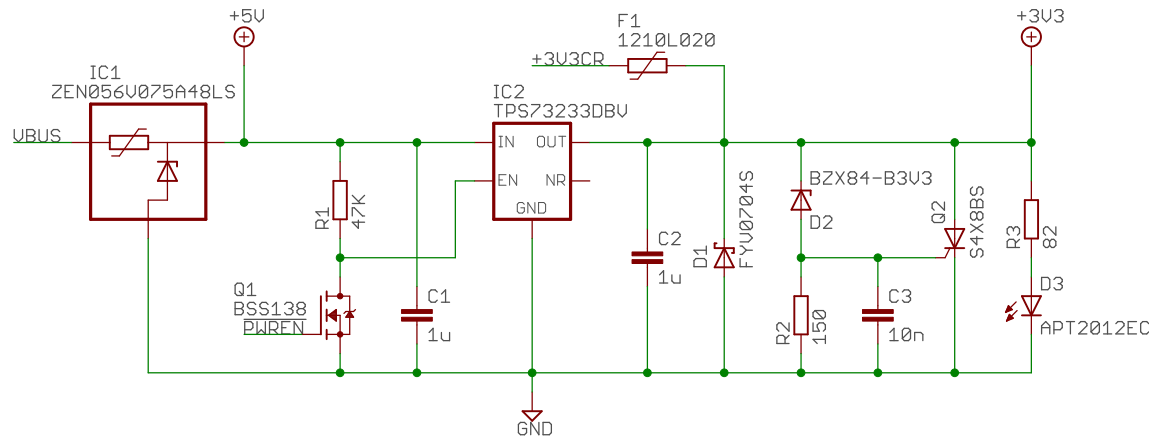 +5V
F1
1210L020
+3V3
+3V3CR
IC1
ZEN056V075A48LS
IC2
TPS73233DBV
VBUS
IN
OUT
EN
NR
GND
R1
47K
C2
1u
D1
FYV0704S
BZX84-B3V3
D2
Q2
S4X8BS
R3
82
Q1
BSS138
PWREN
C1
1u
R2
150
C3
10n
D3
APT2012EC
GND